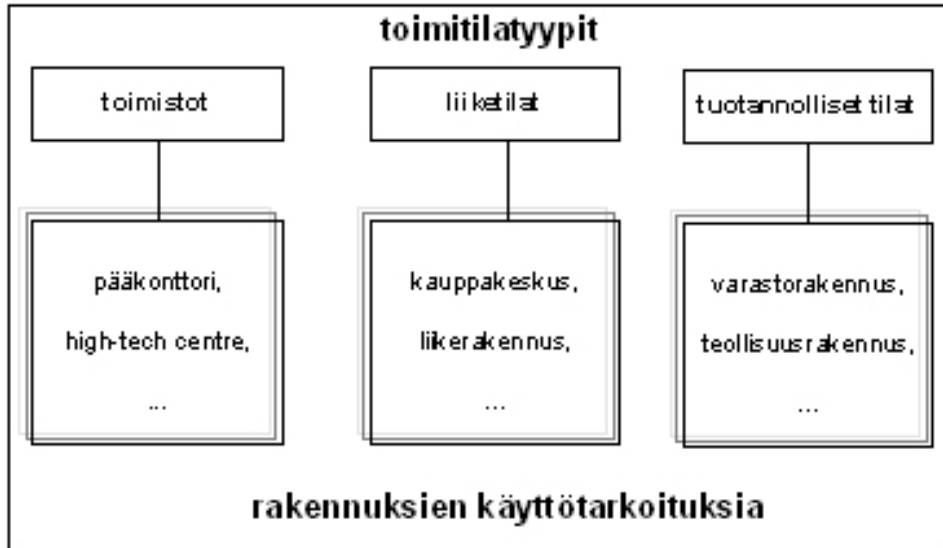 toimitilatyypit
toimistot
liiketilat
tuotannolliset tilat
pääkonttori,
high-tech centre,
...
kauppakeskus,
liikerakennus,
...
varastorakennus,
teollisuusrakennus,
...
rakennuksien käyttötarkoituksia